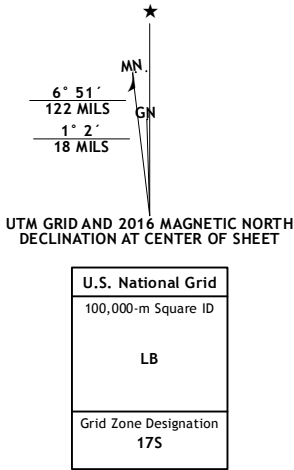 ★
MN
6° 51´
122 MILS
GN
1° 2´
18 MILS
UTM GRID AND 2016 MAGNETIC NORTH
DECLINATION AT CENTER OF SHEET
U.S. National Grid
100,000-m Square ID
LB
Grid Zone Designation
17S